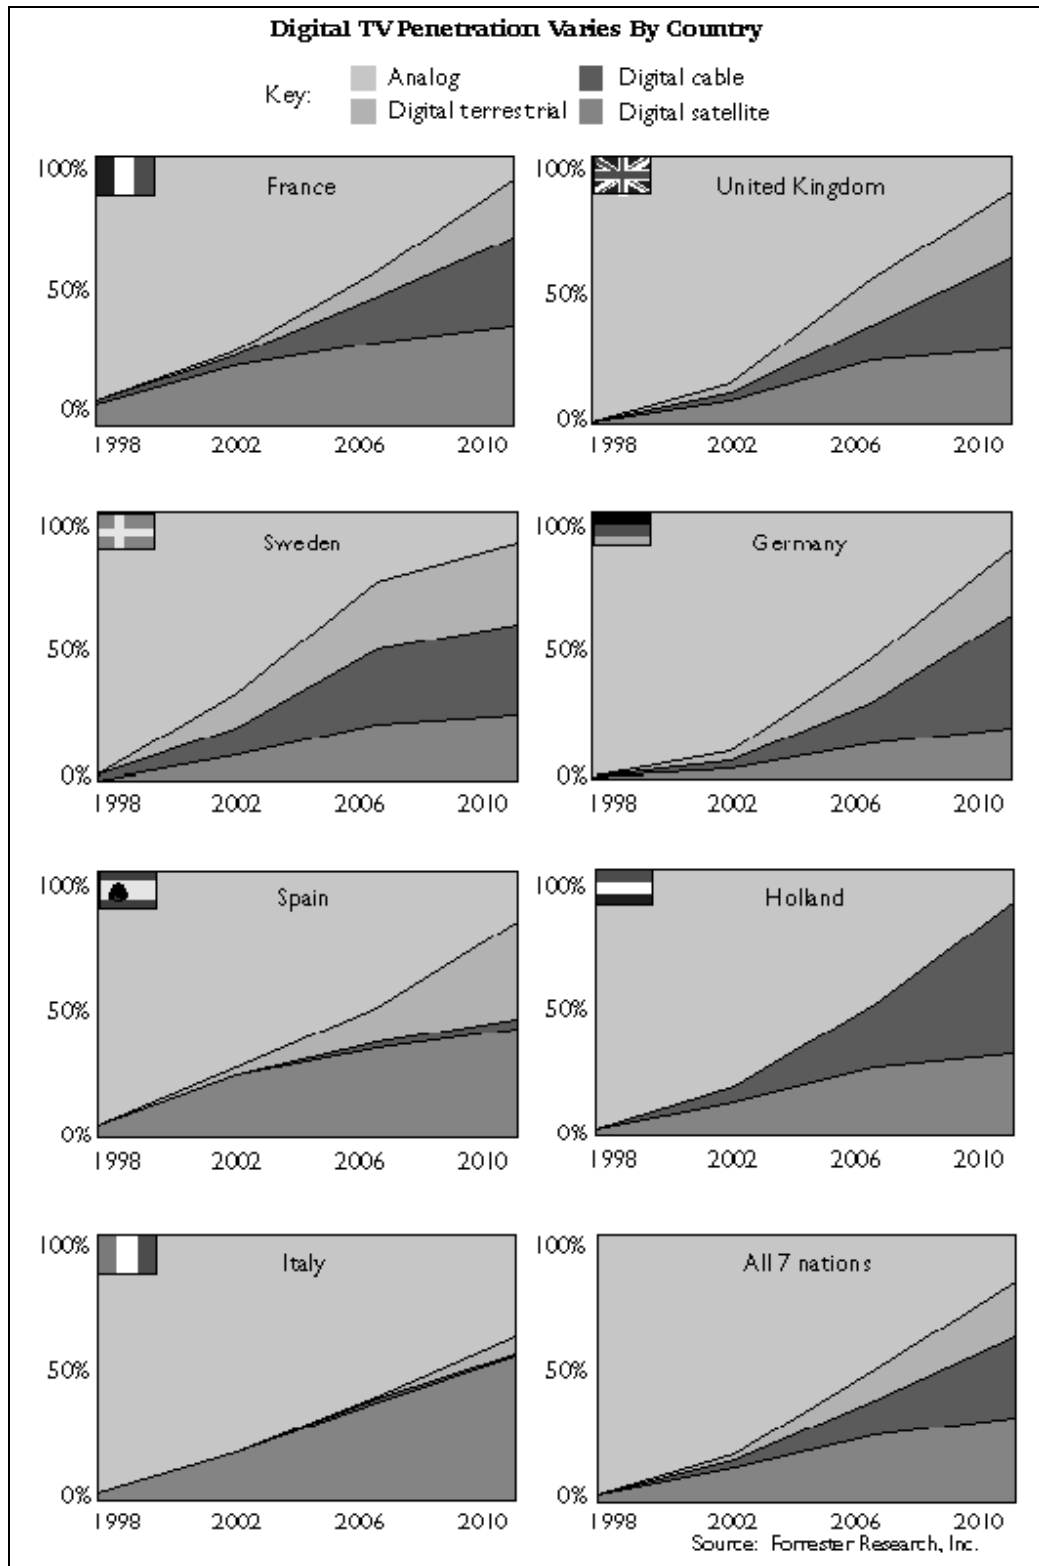 Digital TV Penetration Varies By Country
Key:
Analog
Digital cable
Digital terrestrial
Digital satellite
100%
50%
0%
France
1998 2002 2006 2010
100%
50%
0%
United Kingdom
1998 2002 2006 2010
100%
50%
0%
Sweden
1998 2002 2006 2010
100%
50%
0%
Germany
1998 2002 2006 2010
100%
50%
0%
Spain
1998 2002 2006 2010
100%
50%
0%
Holland
1998 2002 2006 2010
100%
50%
0%
Italy
1998 2002 2006 2010
100%
50%
0%
All 7 nations
1998 2002 2006 2010
Source: Forrester Research, Inc.